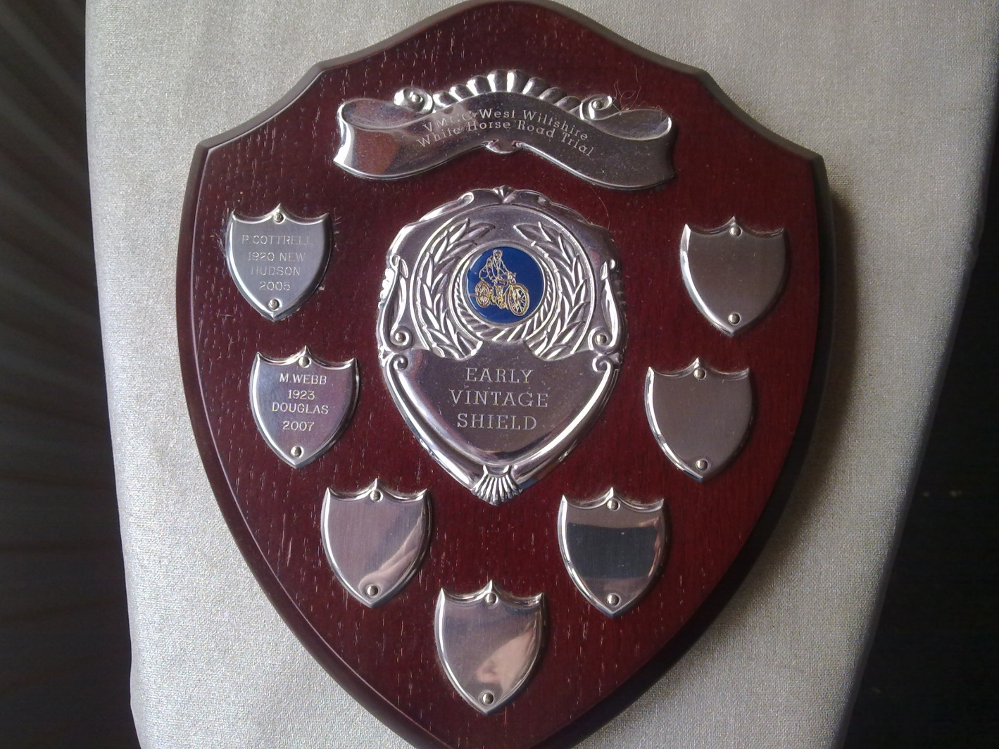 VMCC West Wiltshire
White Horse Road Trial
P COTTRELL
1920 NEW
HUDSON
2005
M. WEBB
1923
DOUGLAS
2007
EARLY
VINTAGE
SHIELD